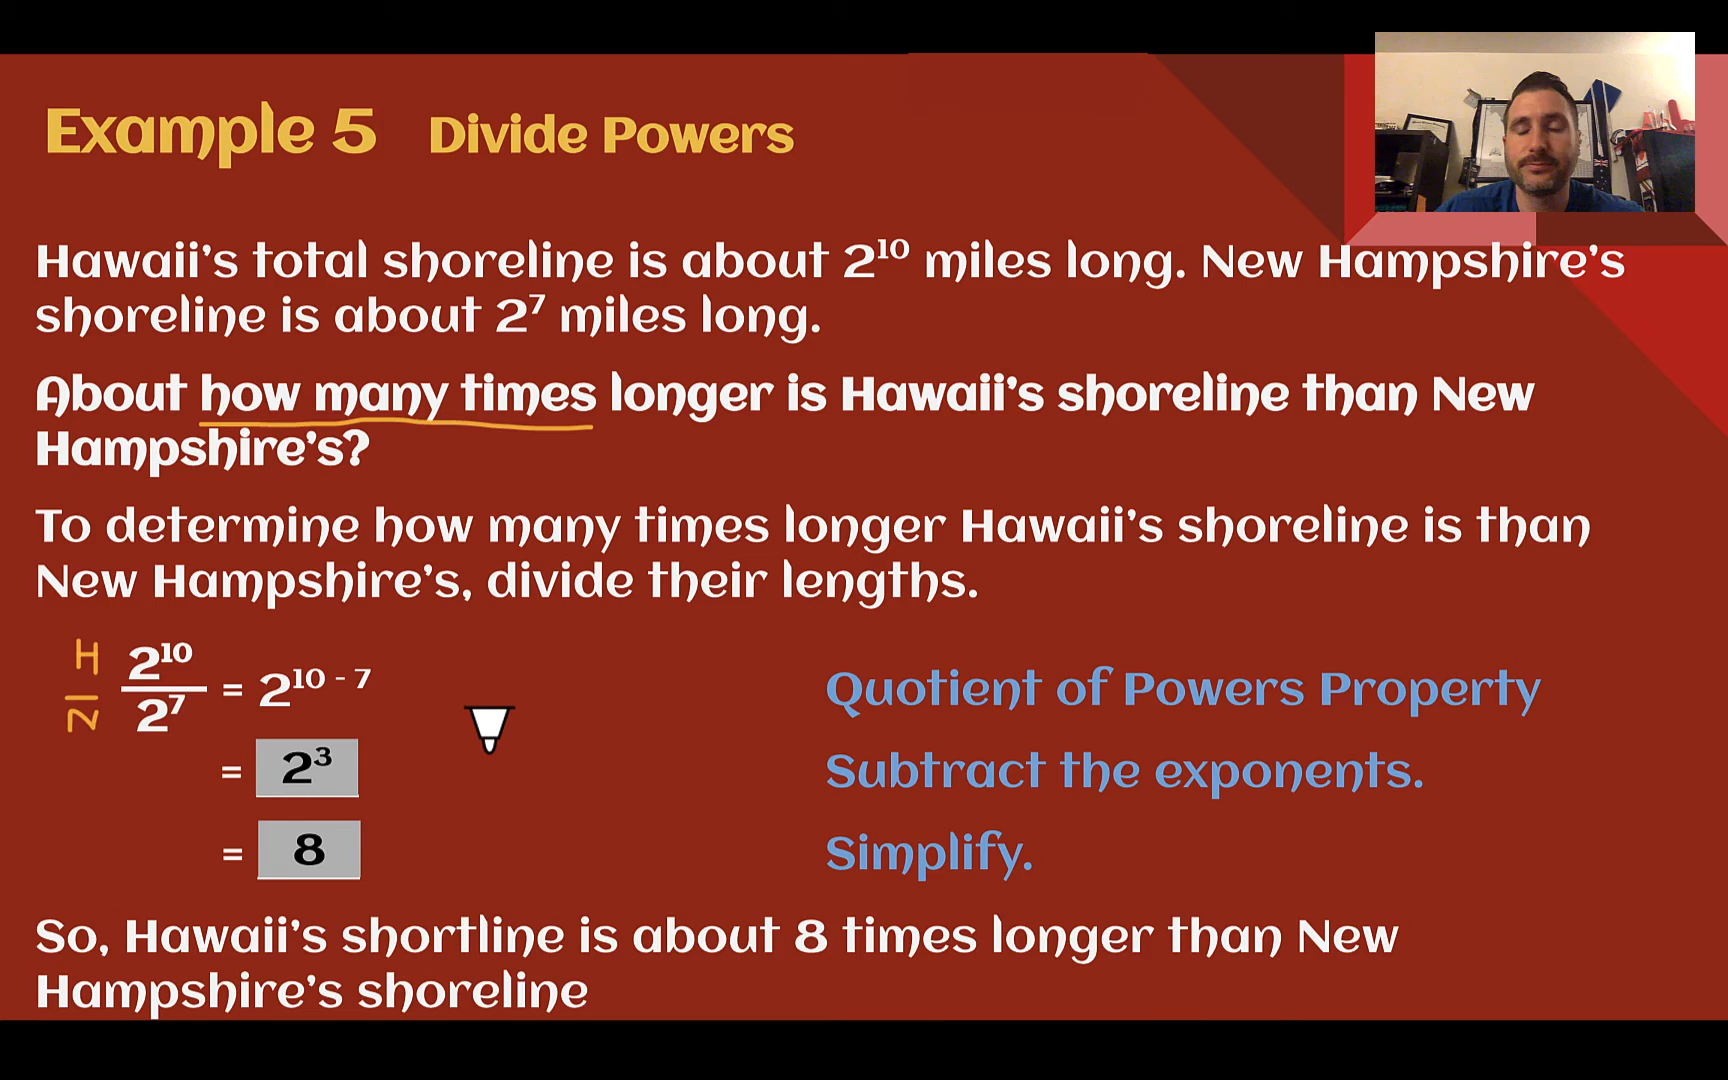 Example 5 Divide Powers
Hawaii's total shoreline is about 2¹⁰ miles long. New Hampshire's
shoreline is about 2⁷ miles long.
About how many times longer is Hawaii's shoreline than New
Hampshire's?
To determine how many times longer Hawaii's shoreline is than
New Hampshire's, divide their lengths.
H/N 2¹⁰/2⁷ = 2¹⁰ ⁻ ⁷ Quotient of Powers Property
= 2³ Subtract the exponents.
= 8 Simplify.
So, Hawaii's shortline is about 8 times longer than New
Hampshire's shoreline